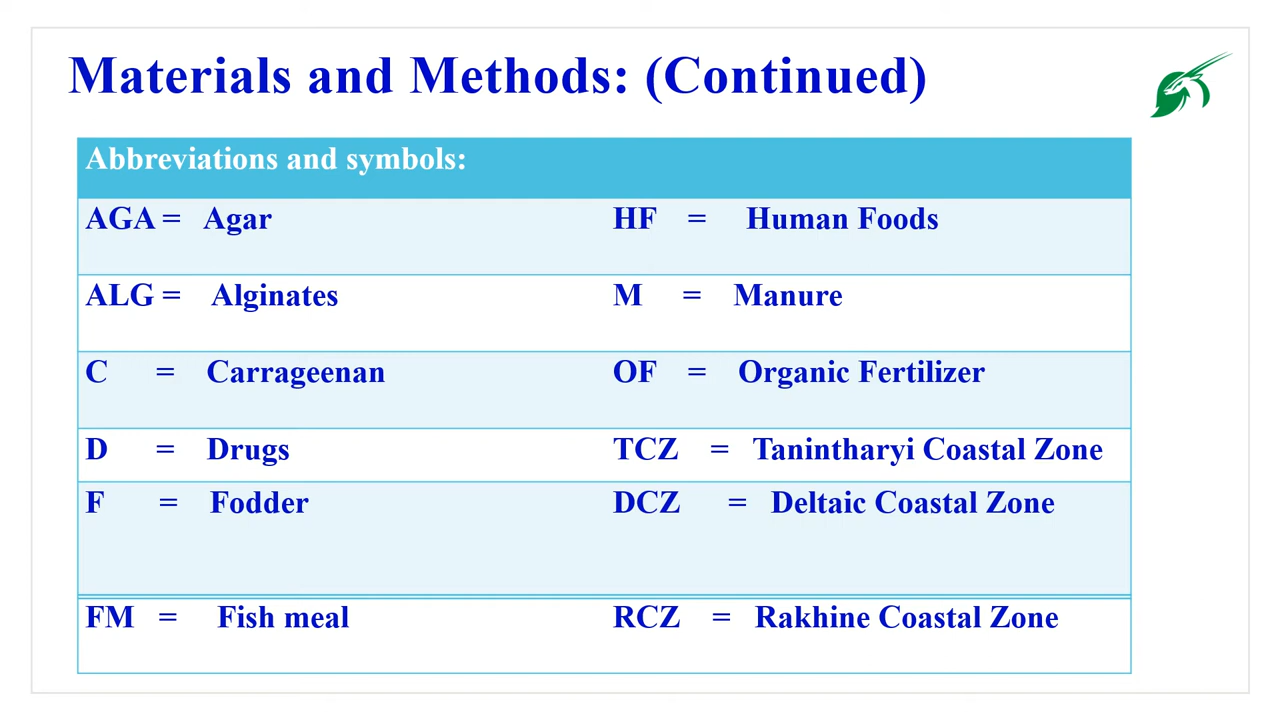 Materials and Methods: (Continued)
Abbreviations and symbols:
AGA = Agar HF = Human Foods
ALG = Alginates M = Manure
C = Carrageenan OF = Organic Fertilizer
D = Drugs TCZ = Tanintharyi Coastal Zone
F = Fodder DCZ = Deltaic Coastal Zone
FM = Fish meal RCZ = Rakhine Coastal Zone